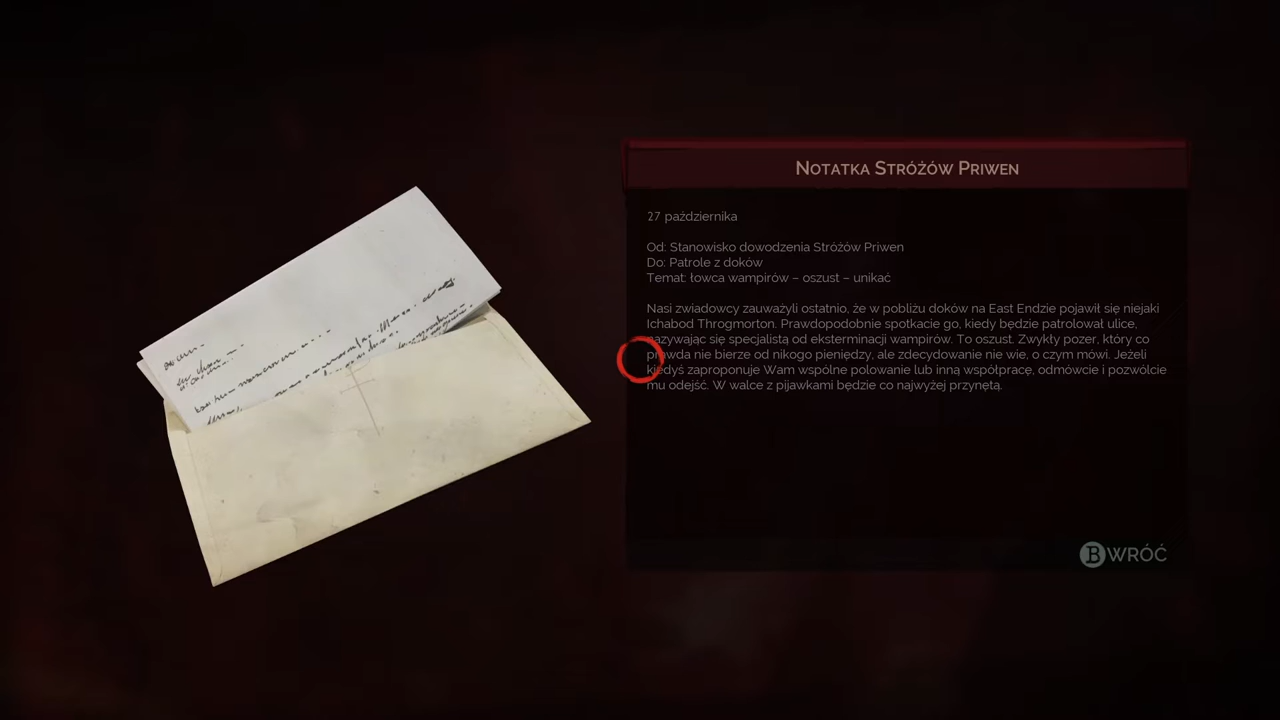 Notatka Stróżów Priwen
27 października
Od: Stanowisko dowodzenia Stróżów Priwen
Do: Patrole z doków
Temat: łowca wampirów – oszust – unikać
Nasi zwiadowcy zauważyli ostatnio, że w pobliżu doków na East Endzie pojawił się niejaki
Ichabod Throgmorton. Prawdopodobnie spotkacie go, kiedy będzie patrolował ulice,
nazywając się specjalistą od eksterminacji wampirów. To oszust. Zwykły pozer, który co
prawda nie bierze od nikogo pieniędzy, ale zdecydowanie nie wie, o czym mówi. Jeżeli
kiedyś zaproponuje Wam wspólne polowanie lub inną współpracę, odmówcie i pozwólcie
mu odejść. W walce z pijawkami będzie co najwyżej przynętą.
B WRÓĆ